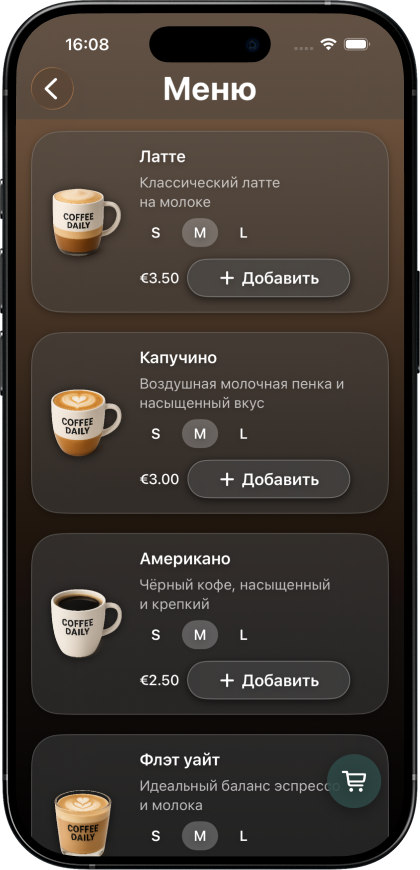 16:08
Меню
Латте
Классический латте
на молоке
S M L
€3.50 + Добавить
COFFEE
DAILY
Капучино
Воздушная молочная пенка и
насыщенный вкус
S M L
€3.00 + Добавить
COFFEE
DAILY
Американо
Чёрный кофе, насыщенный
и крепкий
S M L
€2.50 + Добавить
COFFEE
DAILY
Флэт уайт
Идеальный баланс эспрессо
и молока
S M L
COFFEE
DAILY